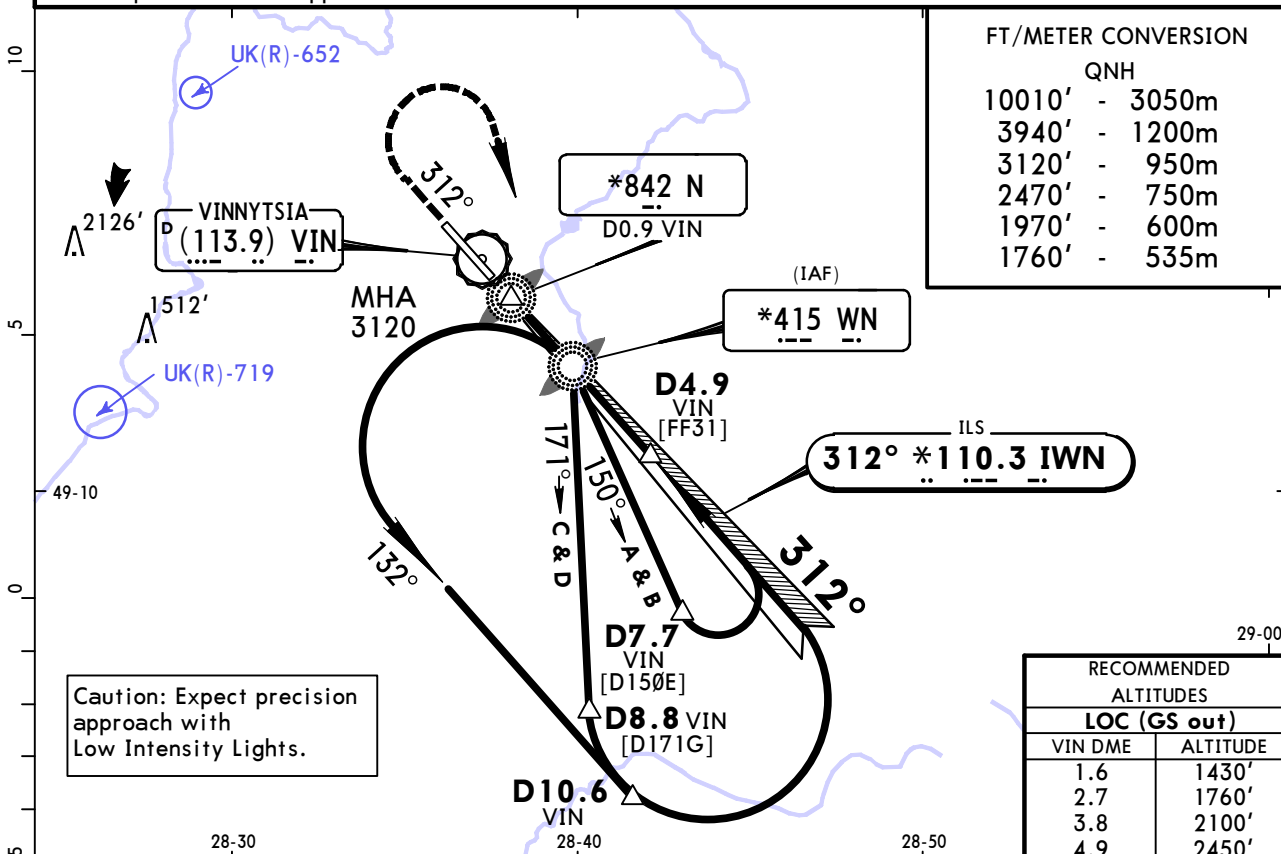 10
UK(R)-652
FT/METER CONVERSION
QNH
10010' - 3050m
3940' - 1200m
3120' - 950m
2470' - 750m
1970' - 600m
1760' - 535m
312°
*842 N
D0.9 VIN
2126'
VINNYTSIA
D (113.9) VIN
(IAF)
*415 WN
1512'
MHA
3120
5
UK(R)-719
D4.9
VIN
[FF31]
ILS
312° *110.3 IWN
49-10
171°
C & D
150°
A & B
132°
312°
0
D7.7
VIN
[D150E]
29-00
Caution: Expect precision
approach with
Low Intensity Lights.
D8.8 VIN
[D171G]
D10.6
VIN
RECOMMENDED
ALTITUDES
LOC (GS out)
VIN DME ALTITUDE
1.6 1430'
2.7 1760'
3.8 2100'
4.9 2450'
5
28-30
28-40
28-50